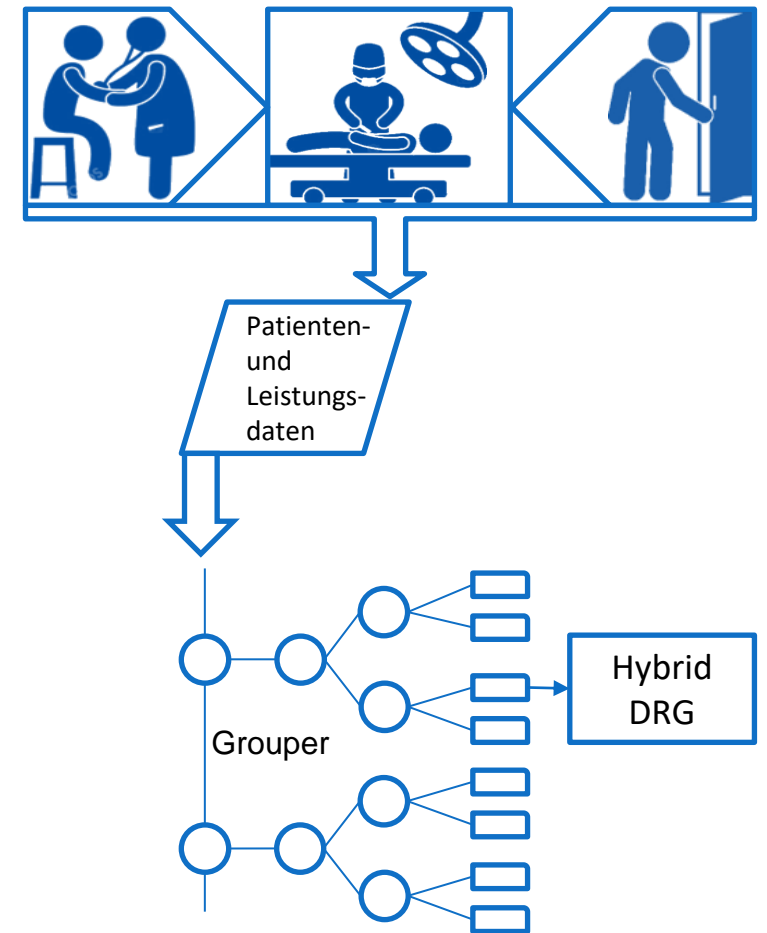 Patienten-
und
Leistungs-
daten
Grouper
Hybrid
DRG